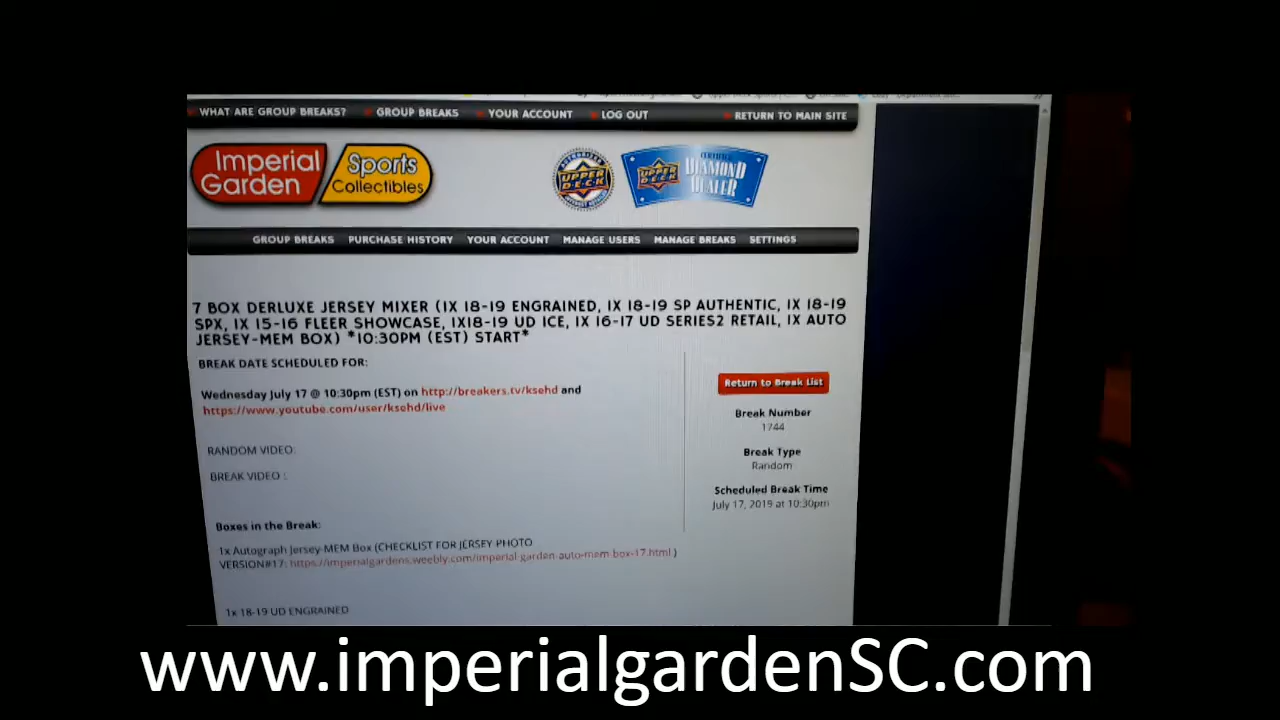 WHAT ARE GROUP BREAKS? GROUP BREAKS YOUR ACCOUNT LOG OUT RETURN TO MAIN SITE
Imperial Garden Sports Collectibles
AUTHORIZED UPPER DECK
UPPER DECK CERTIFIED DIAMOND DEALER
GROUP BREAKS PURCHASE HISTORY YOUR ACCOUNT MANAGE USERS MANAGE BREAKS SETTINGS
7 BOX DERLUXE JERSEY MIXER (1X 18-19 ENGRAINED, 1X 18-19 SP AUTHENTIC, 1X 18-19
SPX, 1X 15-16 FLEER SHOWCASE, 1X18-19 UD ICE, 1X 16-17 UD SERIES2 RETAIL, 1X AUTO
JERSEY-MEM BOX) *10:30PM (EST) START*
BREAK DATE SCHEDULED FOR:
Wednesday July 17 @ 10:30pm (EST) on http://breakers.tv/ksehd and
https://www.youtube.com/user/ksehd/live
RANDOM VIDEO:
BREAK VIDEO :
Return to Break List
Break Number
1744
Break Type
Random
Scheduled Break Time
July 17, 2019 at 10:30pm
Boxes in the Break:
1x Autograph Jersey-MEM Box (CHECKLIST FOR JERSEY PHOTO
VERSION#17: https://imperialgardens.weebly.com/imperial-garden-auto-mem-box-17.html )
1x 18-19 UD ENGRAINED
www.imperialgardenSC.com